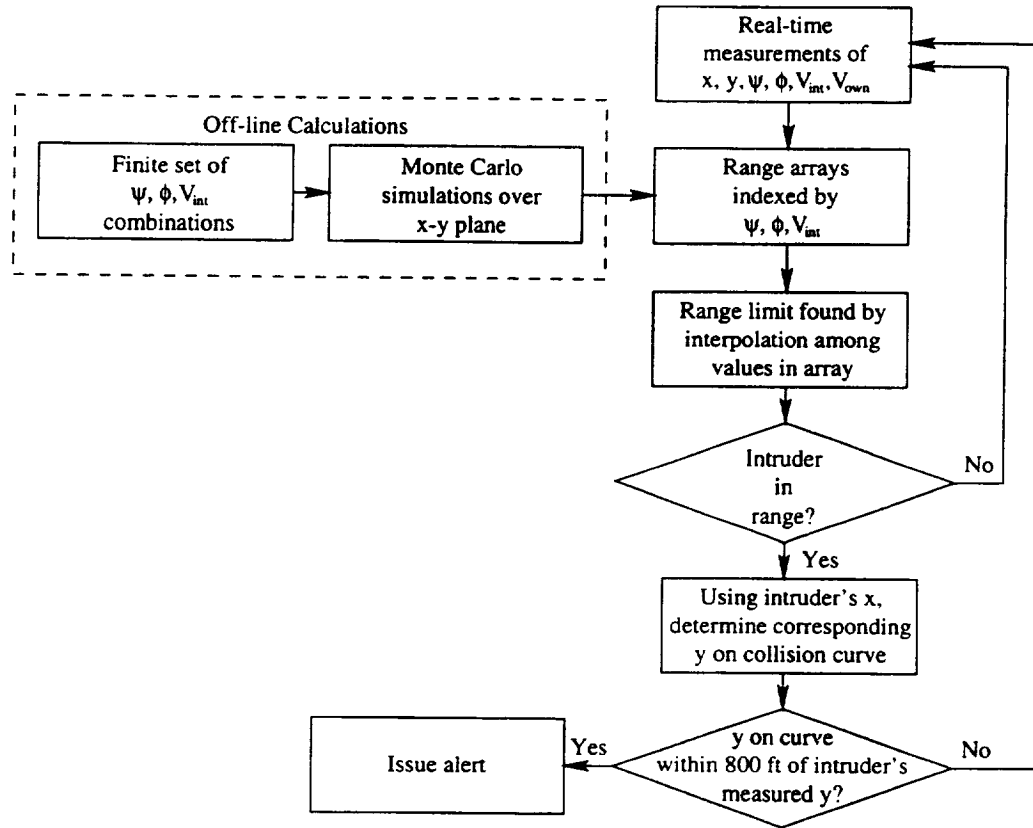 Real-time
measurements of
x, y, ψ, ϕ, V_int, V_own
Off-line Calculations
Finite set of
ψ, ϕ, V_int
combinations
Monte Carlo
simulations over
x-y plane
Range arrays
indexed by
ψ, ϕ, V_int
Range limit found by
interpolation among
values in array
Intruder
in
range?
No
Yes
Using intruder's x,
determine corresponding
y on collision curve
y on curve
within 800 ft of intruder's
measured y?
No
Yes
Issue alert